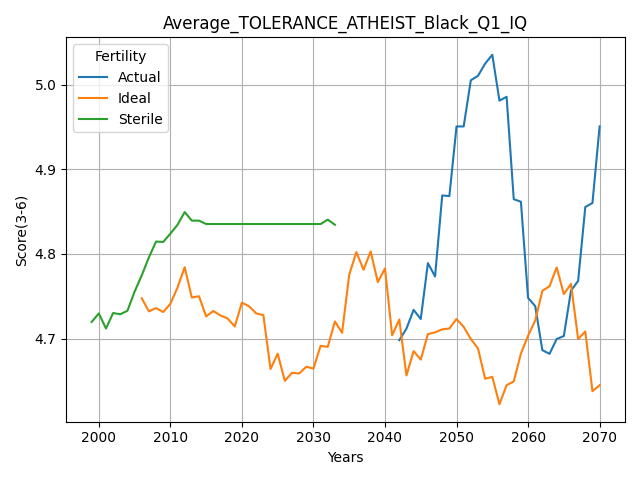 Average_TOLERANCE_ATHEIST_Black_Q1_IQ
Fertility
Actual
Ideal
Sterile
Score(3-6)
5.0
4.9
4.8
4.7
2000 2010 2020 2030 2040 2050 2060 2070
Years